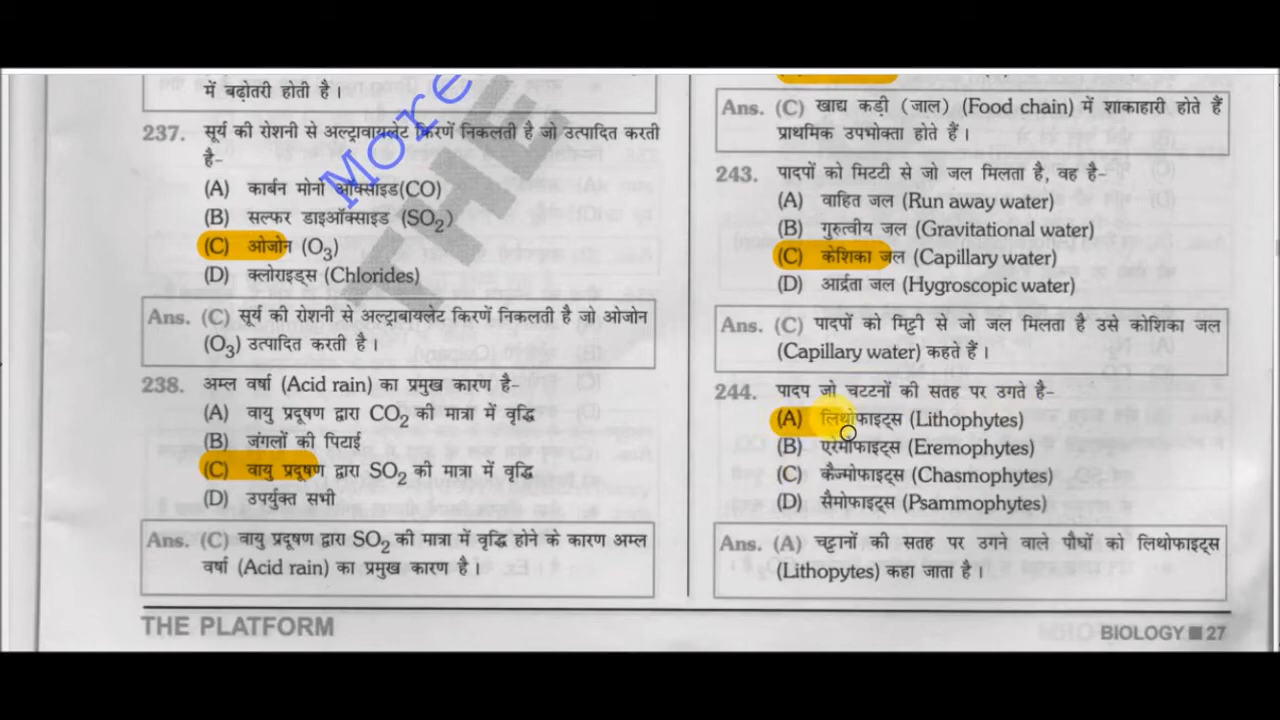 में बढ़ोतरी होती है।
237. सूर्य की रोशनी से अल्ट्रावायलेट किरणें निकलती है जो उत्पादित करती
है-
(A) कार्बन मोनो ऑक्साइड(CO)
(B) सल्फर डाइऑक्साइड (SO2)
(C) ओजोन (O3)
(D) क्लोराइड्स (Chlorides)
Ans. (C) सूर्य की रोशनी से अल्ट्राबायलेट किरणें निकलती है जो ओजोन
(O3) उत्पादित करती है।
238. अम्ल वर्षा (Acid rain) का प्रमुख कारण है-
(A) वायु प्रदूषण द्वारा CO2 की मात्रा में वृद्धि
(B) जंगलों की पिटाई
(C) वायु प्रदूषण द्वारा SO2 की मात्रा में वृद्धि
(D) उपर्युक्त सभी
Ans. (C) वायु प्रदूषण द्वारा SO2 की मात्रा में वृद्धि होने के कारण अम्ल
वर्षा (Acid rain) का प्रमुख कारण है।
More
THE
Ans. (C) खाद्य कड़ी (जाल) (Food chain) में शाकाहारी होते हैं
प्राथमिक उपभोक्ता होते हैं।
243. पादपों को मिटटी से जो जल मिलता है, वह है-
(A) वाहित जल (Run away water)
(B) गुरुत्वीय जल (Gravitational water)
(C) केशिका जल (Capillary water)
(D) आर्द्रता जल (Hygroscopic water)
Ans. (C) पादपों को मिट्टी से जो जल मिलता है उसे कोशिका जल
(Capillary water) कहते हैं।
244. पादप जो चटटनों की सतह पर उगते है-
(A) लिथोफाइट्स (Lithophytes)
(B) एरेमोफाइट्स (Eremophytes)
(C) कैज्मोफाइट्स (Chasmophytes)
(D) सैमोफाइट्स (Psammophytes)
Ans. (A) चट्टानों की सतह पर उगने वाले पौघों को लिथोफाइट्स
(Lithopytes) कहा जाता है।
THE PLATFORM
BIOLOGY ■ 27